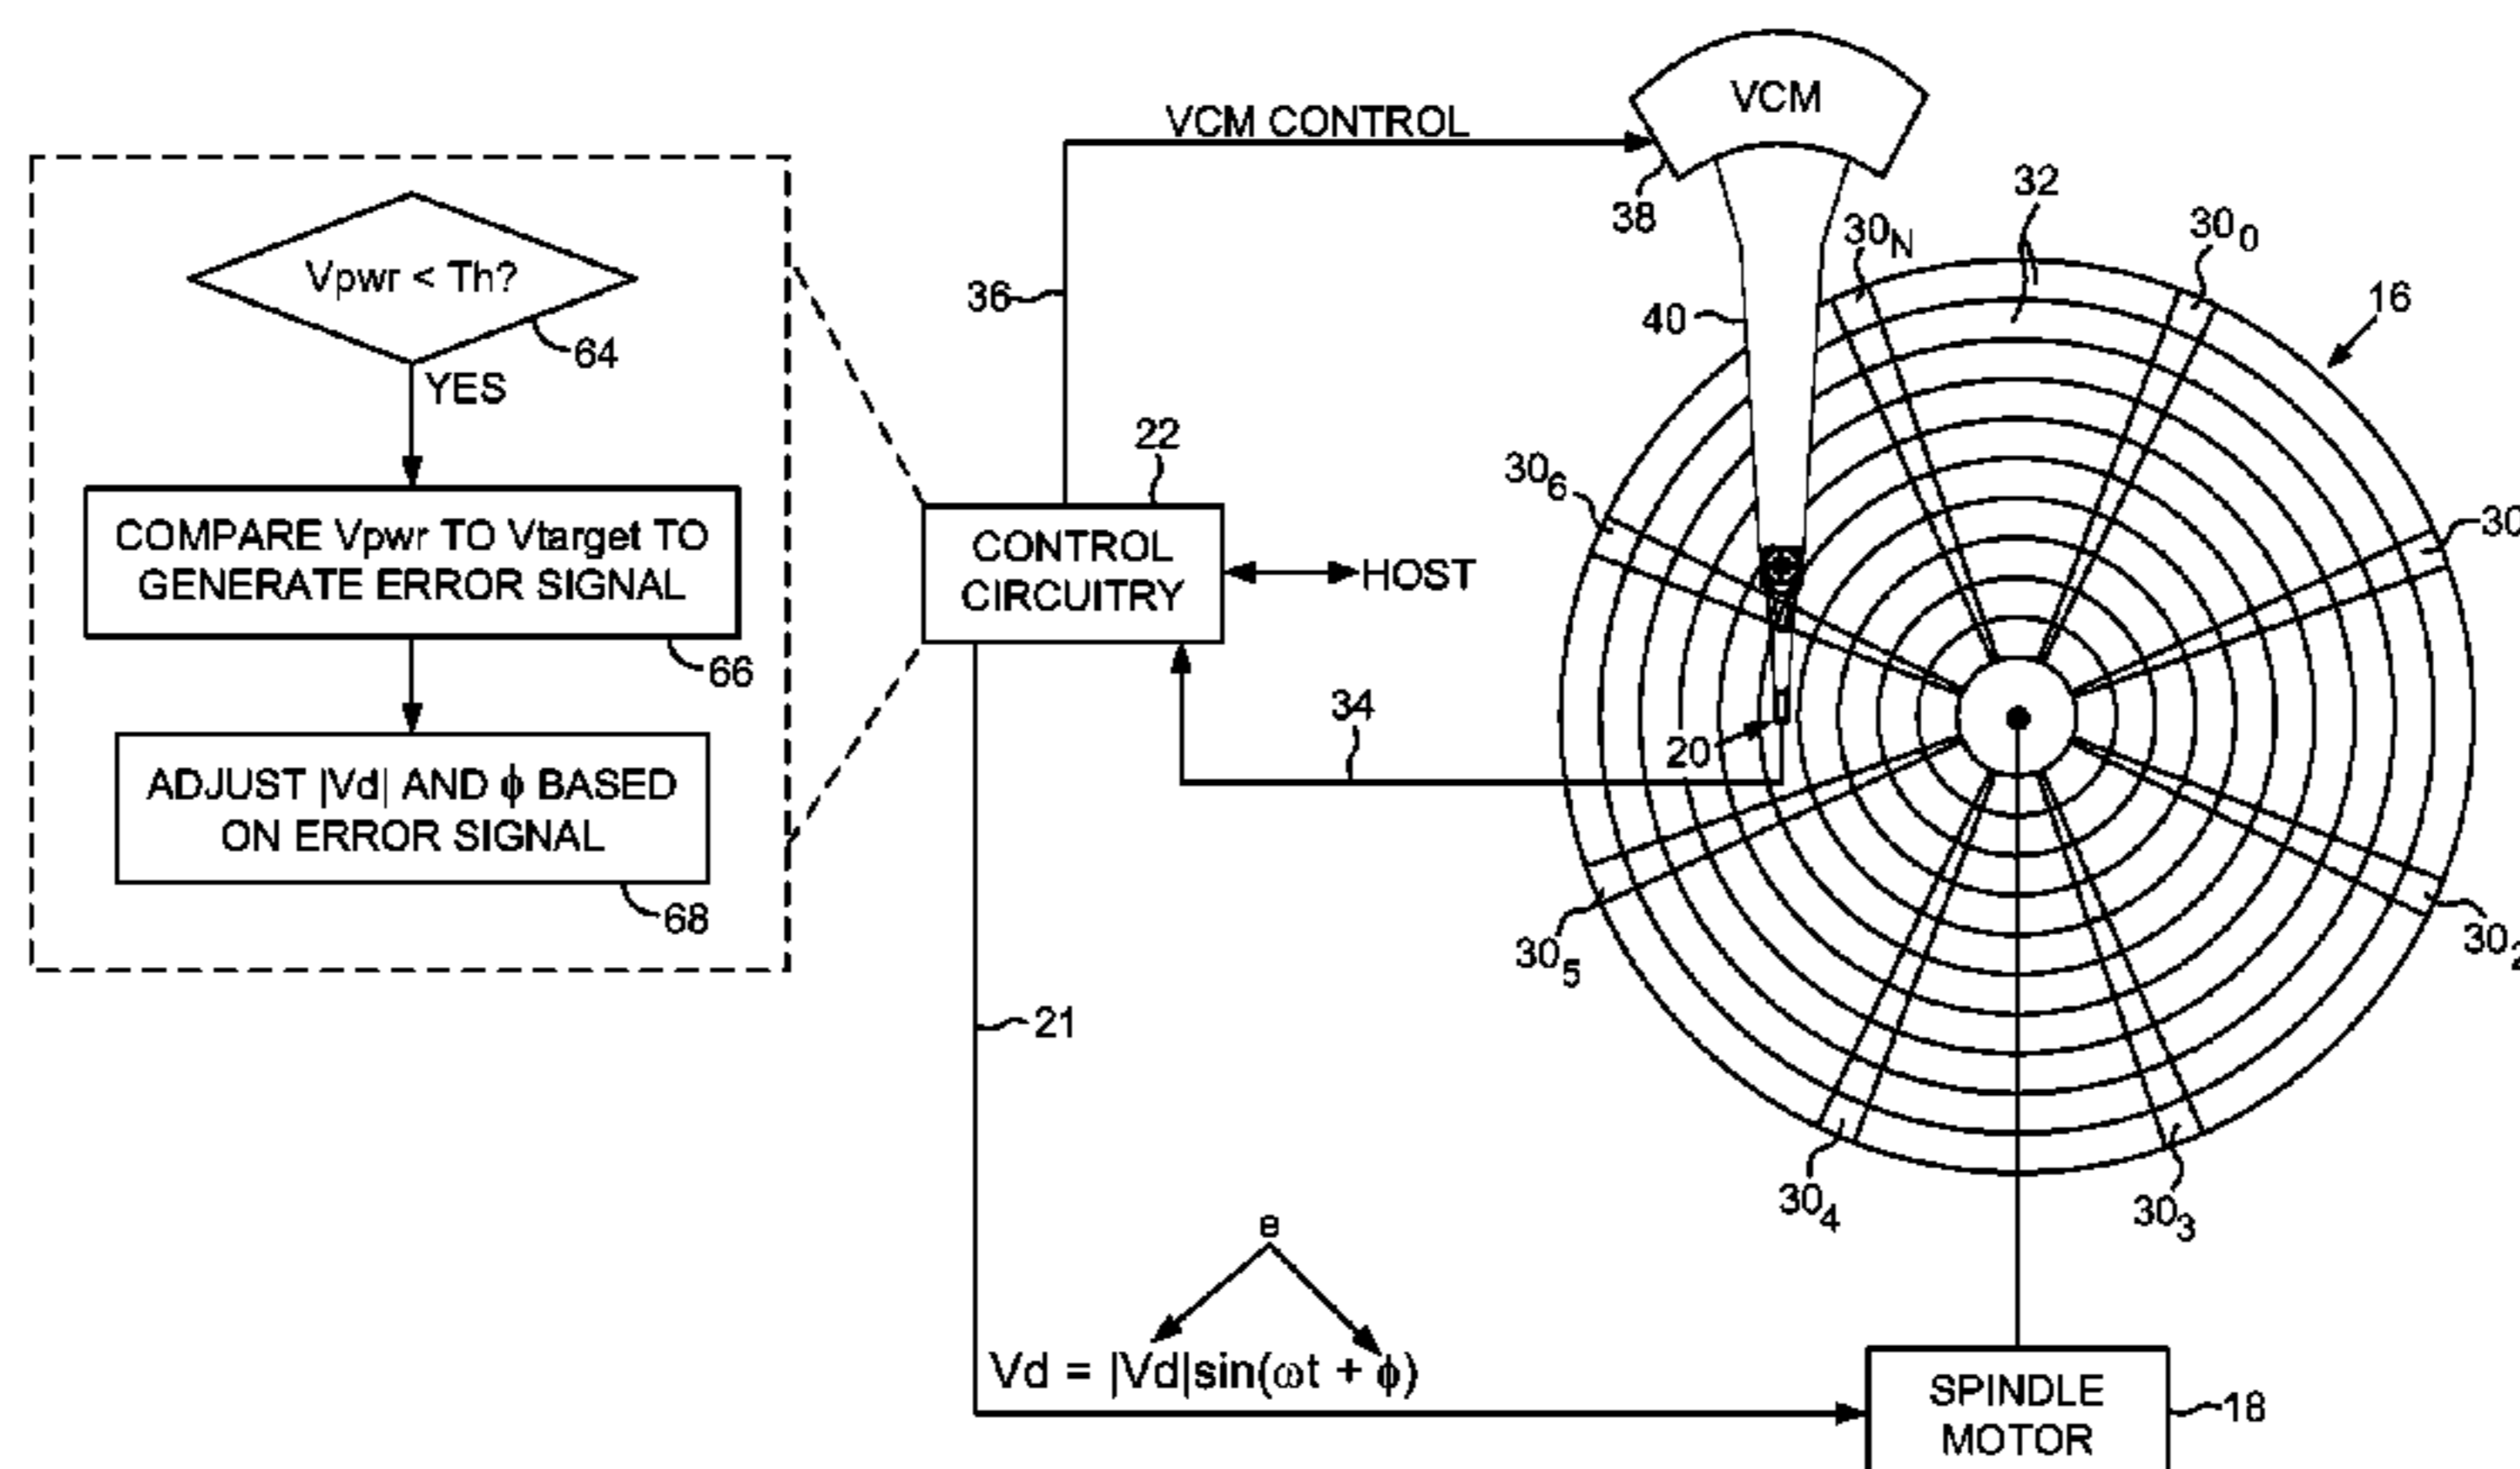 VCM
VCM CONTROL
38
32
30N
300
16
Vpwr < Th?
64
YES
36
40
22
306
30
COMPARE Vpwr TO Vtarget TO
GENERATE ERROR SIGNAL
66
CONTROL
CIRCUITRY
HOST
34
20
ADJUST |Vd| AND ϕ BASED
ON ERROR SIGNAL
68
305
302
21
304
303
e
Vd = |Vd|sin(ωt + ϕ)
SPINDLE
MOTOR
18